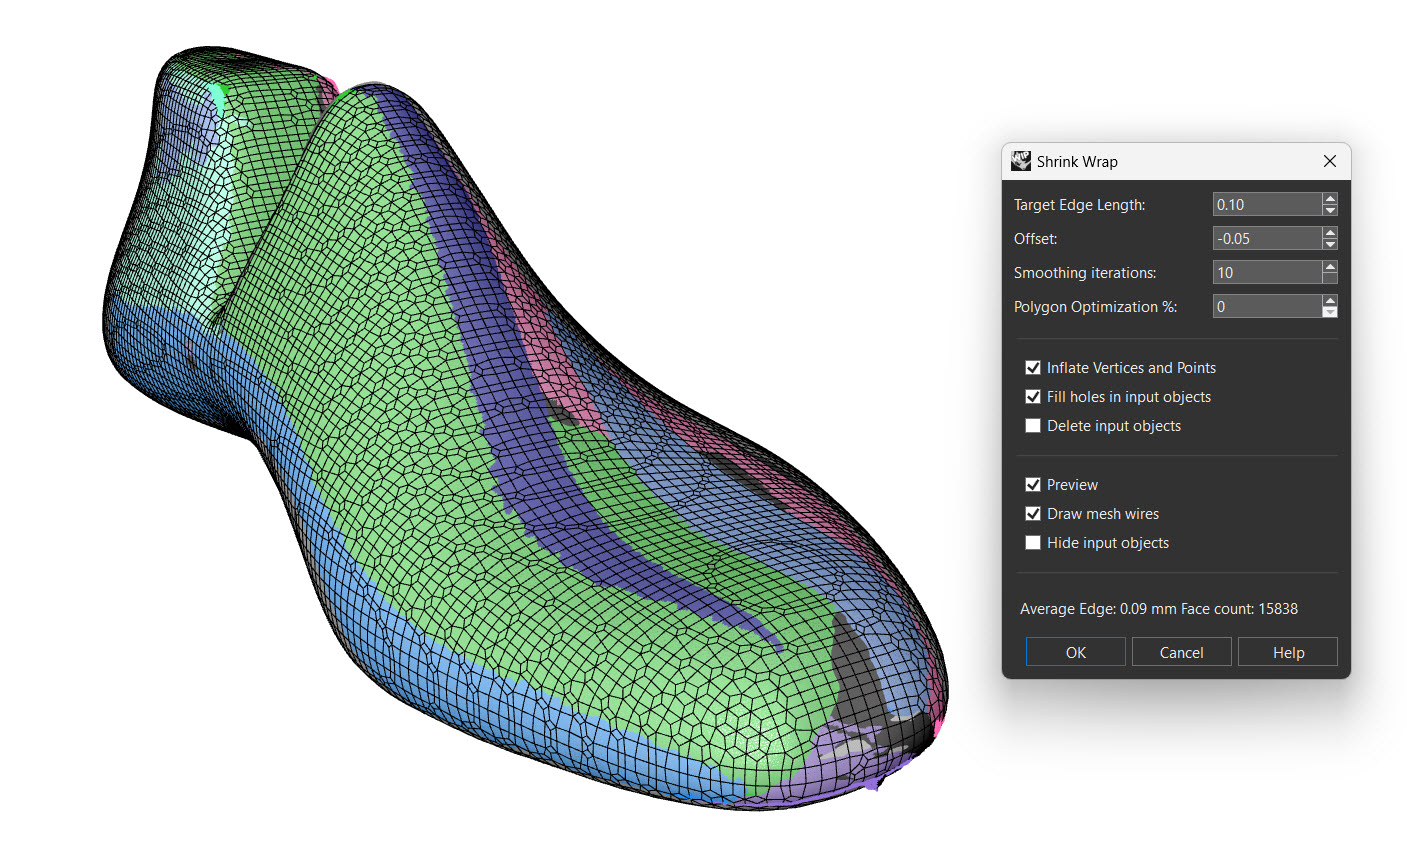 Shrink Wrap
Target Edge Length: 0.10
Offset: -0.05
Smoothing iterations: 10
Polygon Optimization %: 0
Inflate Vertices and Points
Fill holes in input objects
Delete input objects
Preview
Draw mesh wires
Hide input objects
Average Edge: 0.09 mm Face count: 15838
OK Cancel Help